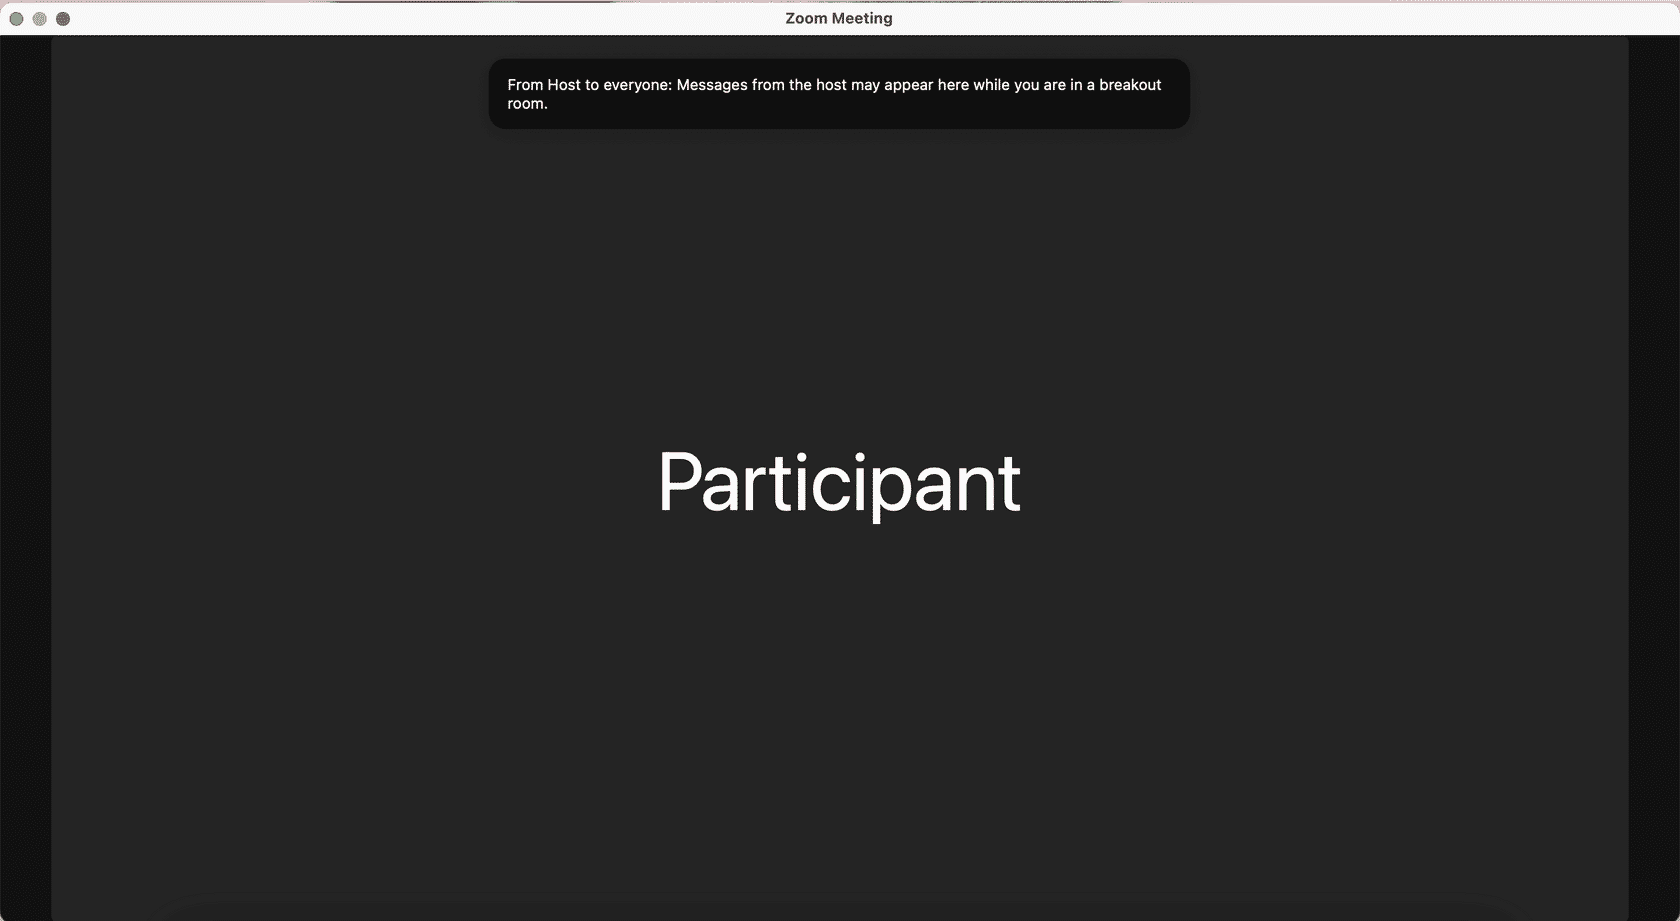 Zoom Meeting
From Host to everyone: Messages from the host may appear here while you are in a breakout
room.
Participant